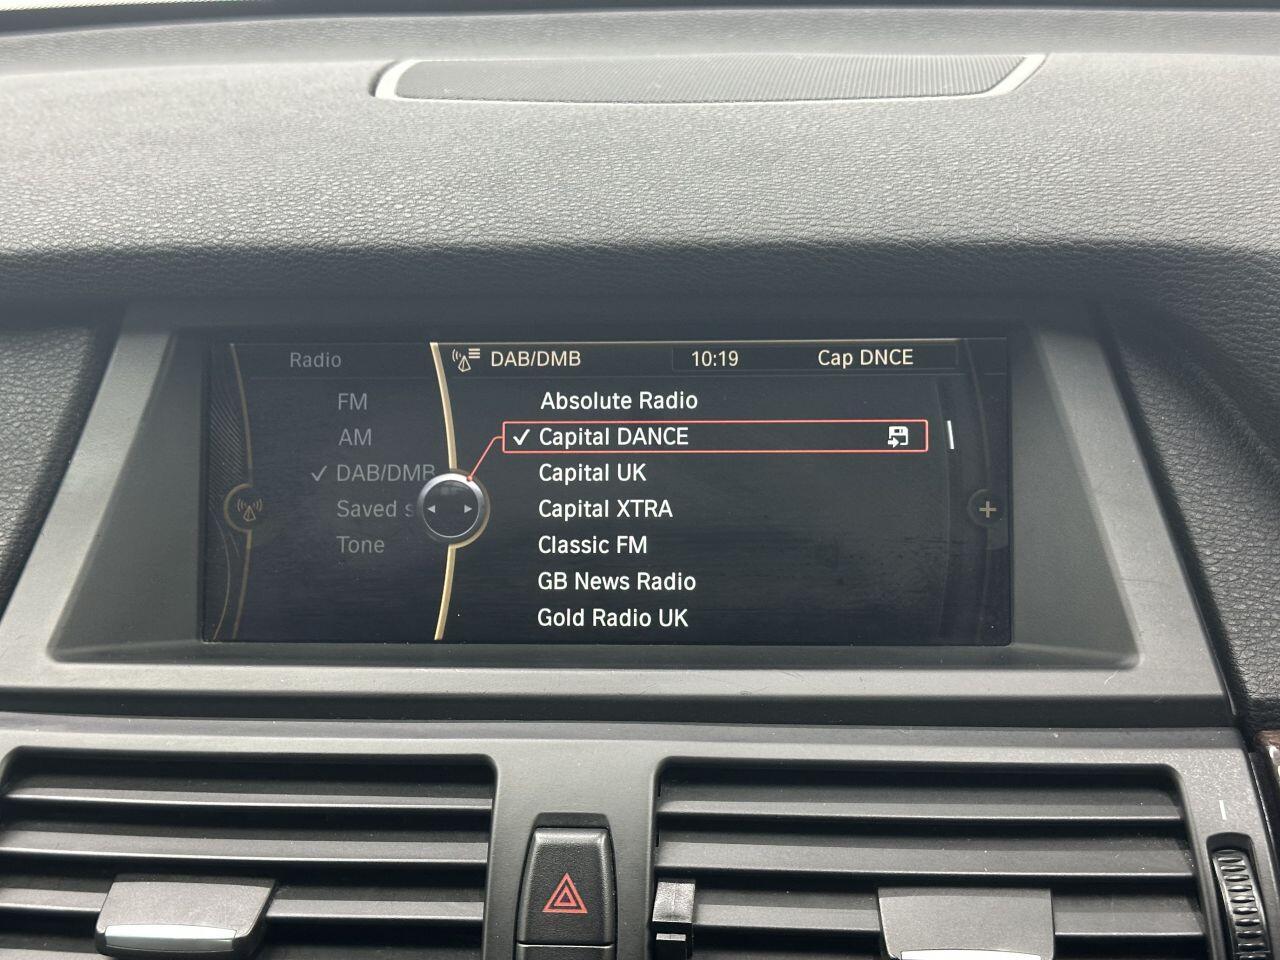 Radio
FM
AM
DAB/DMB
Saved s
Tone
DAB/DMB 10:19 Cap DNCE
Absolute Radio
Capital DANCE
Capital UK
Capital XTRA
Classic FM
GB News Radio
Gold Radio UK